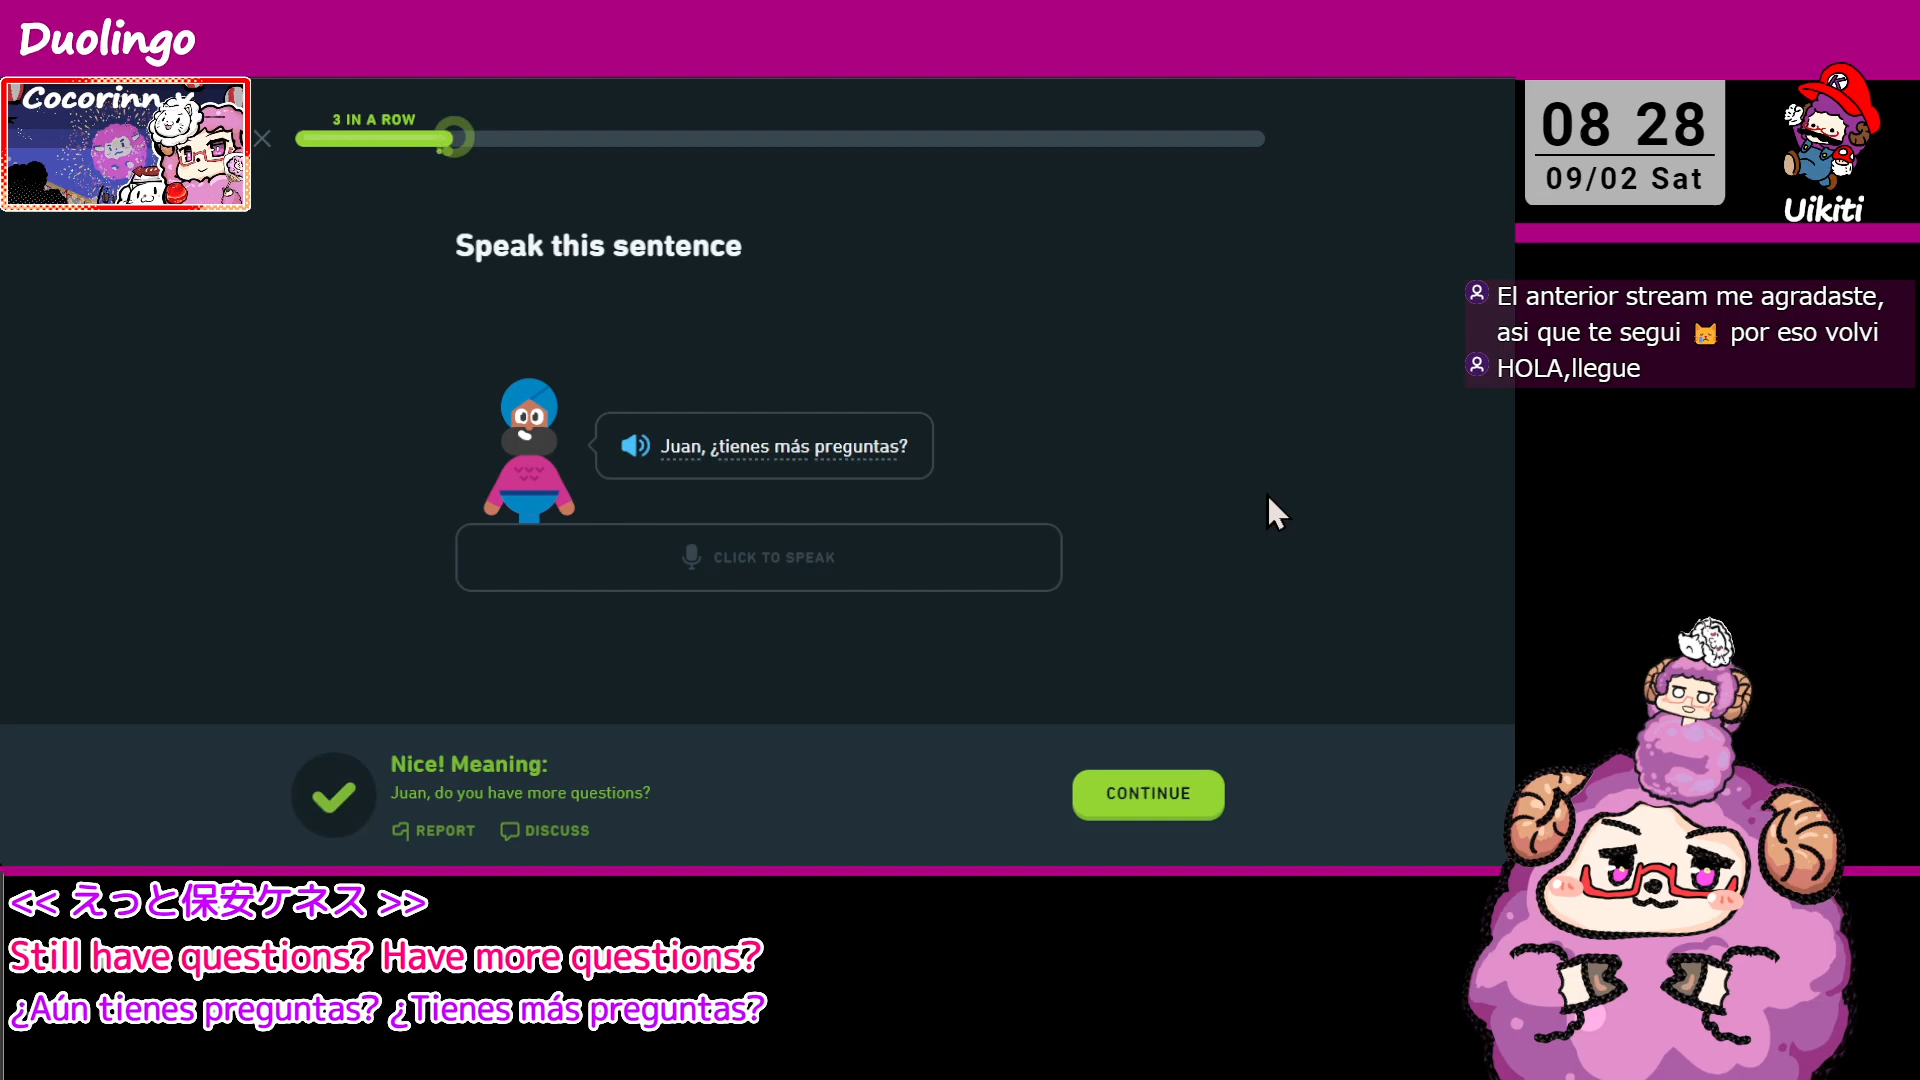 Duolingo
Cocorinn
3 IN A ROW
08 28
09/02 Sat
Uikiti
Speak this sentence
El anterior stream me agradaste,
asi que te segui 😿 por eso volvi
HOLA,llegue
Juan, ¿tienes más preguntas?
CLICK TO SPEAK
Nice! Meaning:
Juan, do you have more questions?
REPORT DISCUSS
CONTINUE
<< えっと保安ケネス >>
Still have questions? Have more questions?
¿Aún tienes preguntas? ¿Tienes más preguntas?